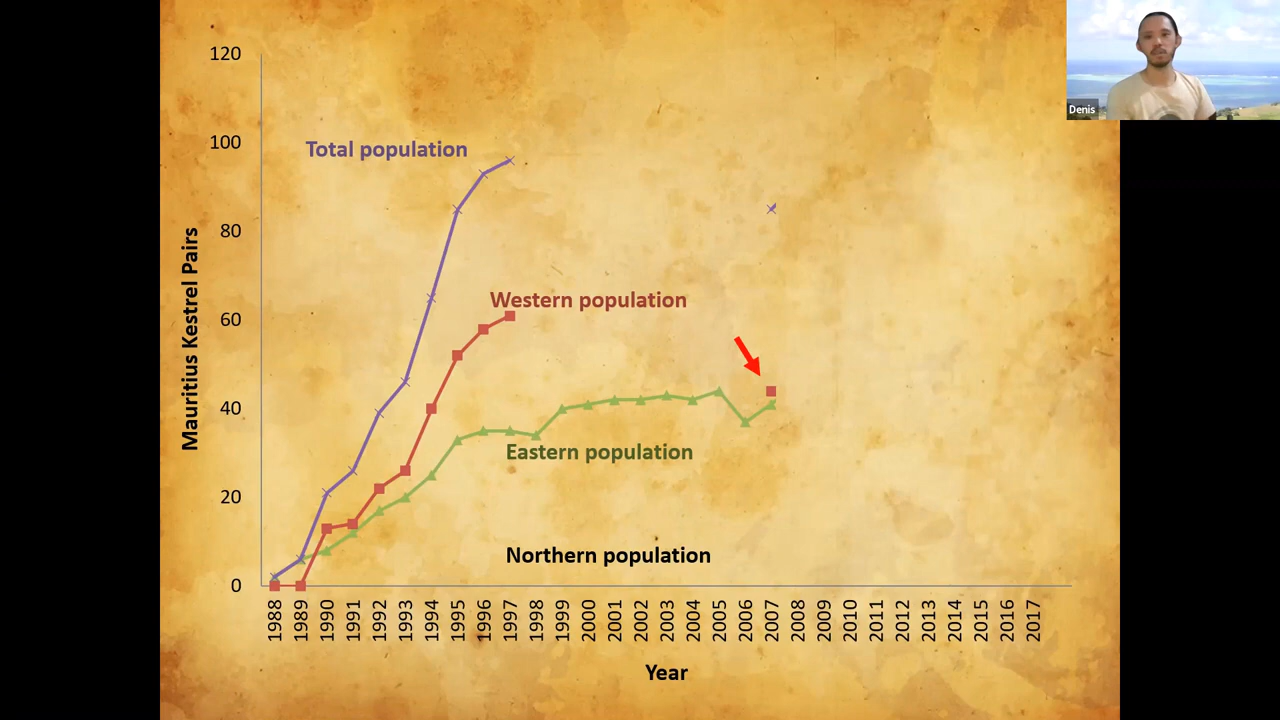 120
100
80
60
40
20
0
Mauritius Kestrel Pairs
Total population
Western population
Eastern population
Northern population
1988 1989 1990 1991 1992 1993 1994 1995 1996 1997 1998 1999 2000 2001 2002 2003 2004 2005 2006 2007 2008 2009 2010 2011 2012 2013 2014 2015 2016 2017
Year
Denis